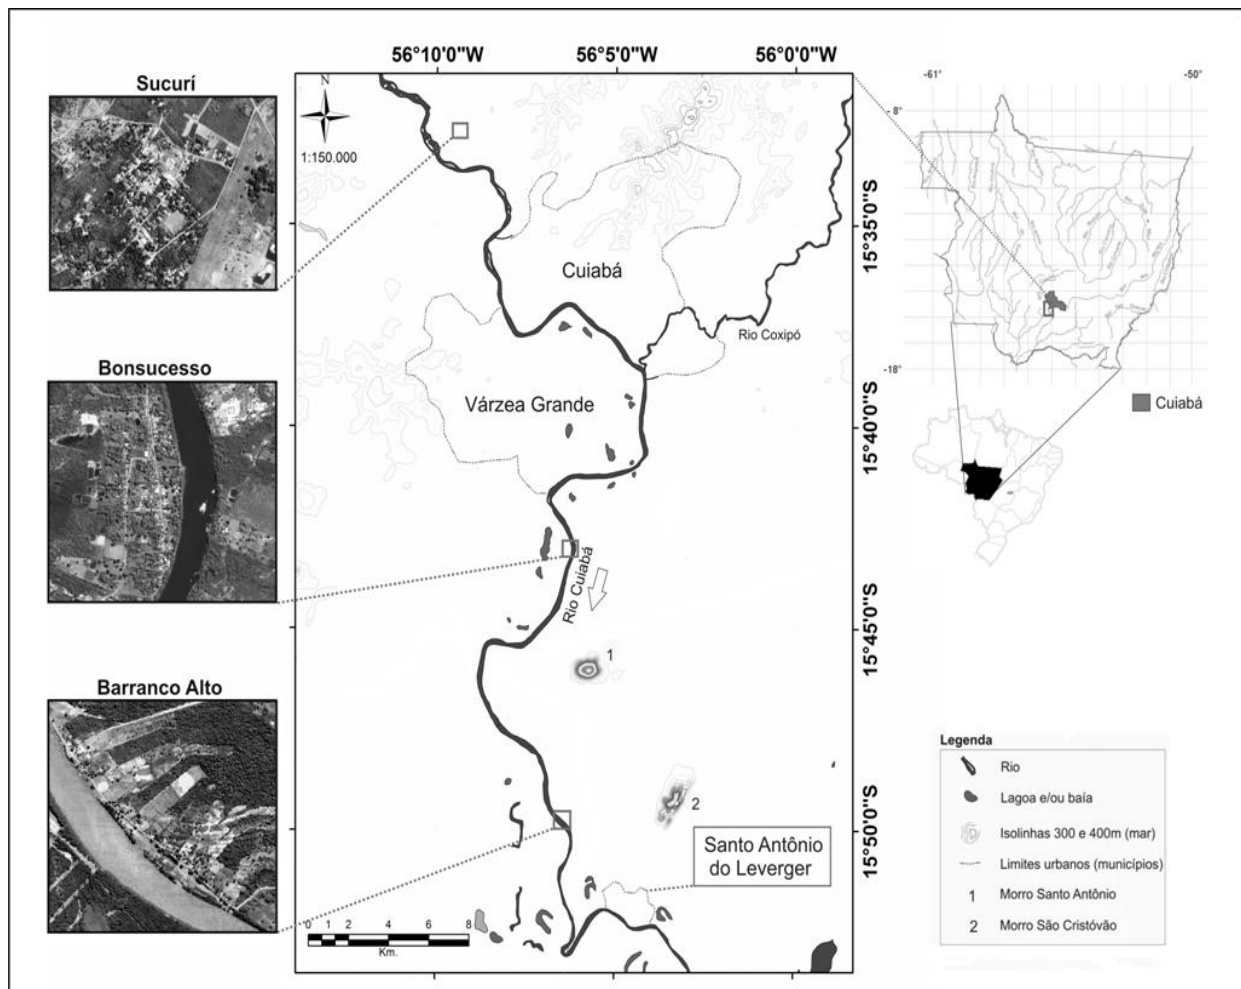 Sucurí
Bonsucesso
Barranco Alto
56°10'0"W
56°5'0"W
56°0'0"W
N
1:150.000
Cuiabá
Várzea Grande
Rio Coxipó
Rio Cuiabá
1
2
Santo Antônio
do Leverger
0 1 2 4 6 8
Km.
15°35'0"S
15°40'0"S
15°45'0"S
15°50'0"S
-61°
-50°
- 8°
-18°
Cuiabá
Legenda
Rio
Lagoa e/ou baía
Isolinhas 300 e 400m (mar)
Limites urbanos (municípios)
1 Morro Santo Antônio
2 Morro São Cristóvão